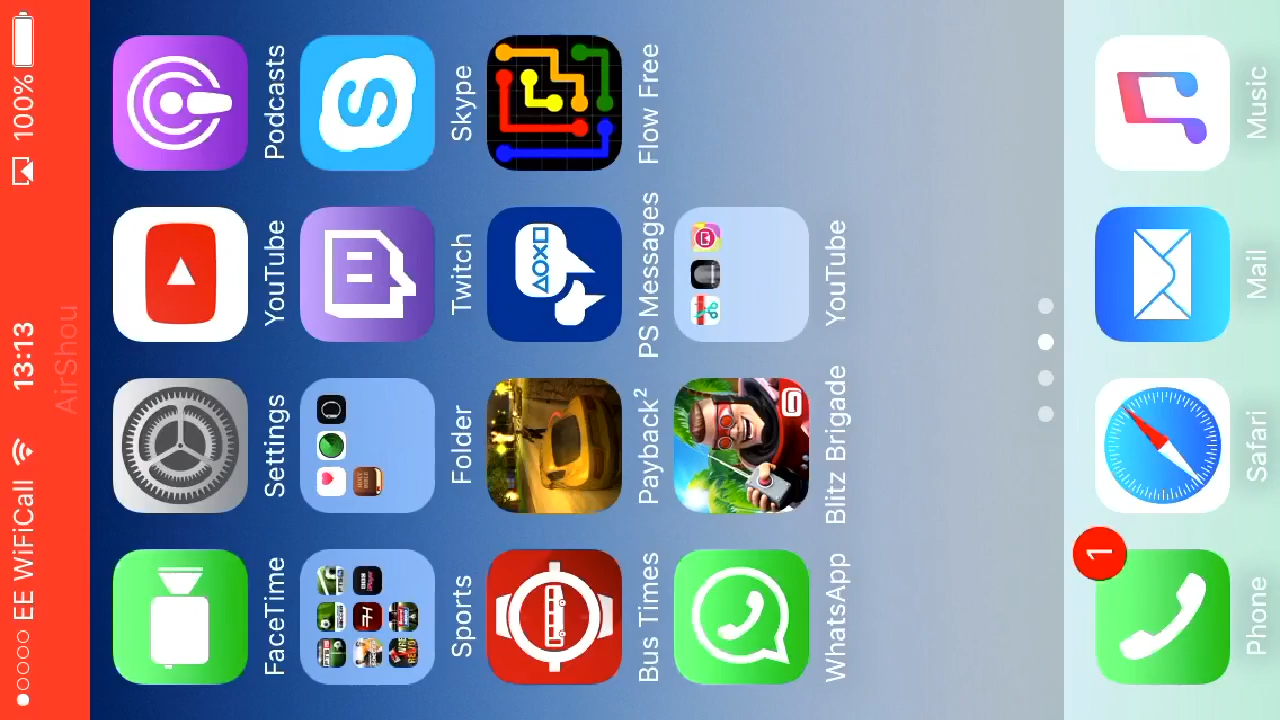 ●○○○○ EE WiFiCall 13:13 100%
AirShou
FaceTime Settings YouTube Podcasts
Sports Folder Twitch Skype
Bus Times Payback² PS Messages Flow Free
WhatsApp Blitz Brigade YouTube
1
Phone Safari Mail Music